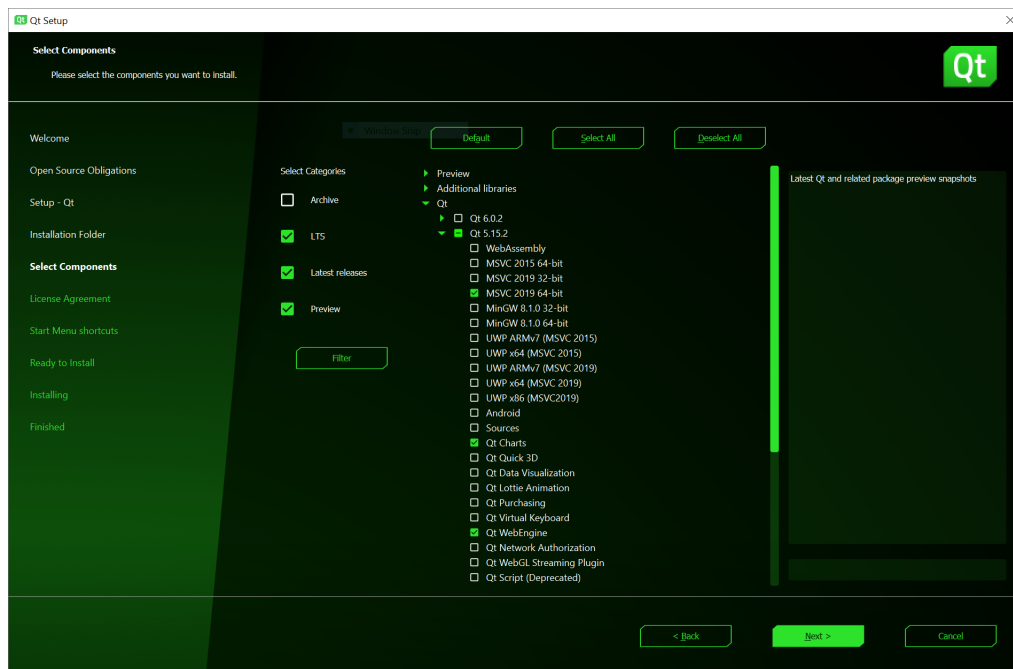 Qt Qt Setup
Select Components
Please select the components you want to install.
Qt
Welcome
Open Source Obligations
Setup - Qt
Installation Folder
Select Components
License Agreement
Start Menu shortcuts
Ready to Install
Installing
Finished
Window Snip
Default
Select All
Deselect All
Select Categories
Archive
LTS
Latest releases
Preview
Filter
Preview
Additional libraries
Qt
Qt 6.0.2
Qt 5.15.2
WebAssembly
MSVC 2015 64-bit
MSVC 2019 32-bit
MSVC 2019 64-bit
MinGW 8.1.0 32-bit
MinGW 8.1.0 64-bit
UWP ARMv7 (MSVC 2015)
UWP x64 (MSVC 2015)
UWP ARMv7 (MSVC 2019)
UWP x64 (MSVC 2019)
UWP x86 (MSVC2019)
Android
Sources
Qt Charts
Qt Quick 3D
Qt Data Visualization
Qt Lottie Animation
Qt Purchasing
Qt Virtual Keyboard
Qt WebEngine
Qt Network Authorization
Qt WebGL Streaming Plugin
Qt Script (Deprecated)
Latest Qt and related package preview snapshots
< Back
Next >
Cancel